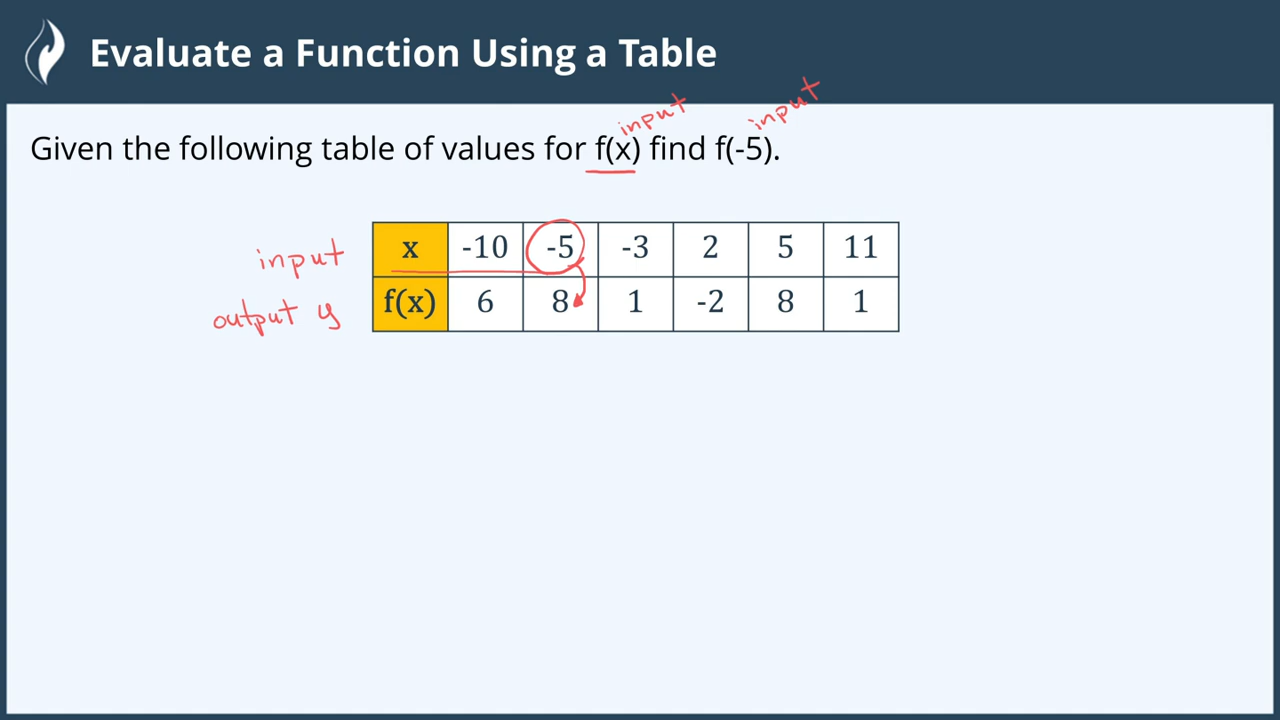 Evaluate a Function Using a Table
input input
Given the following table of values for f(x) find f(-5).
input x -10 -5 -3 2 5 11
output y f(x) 6 8 1 -2 8 1